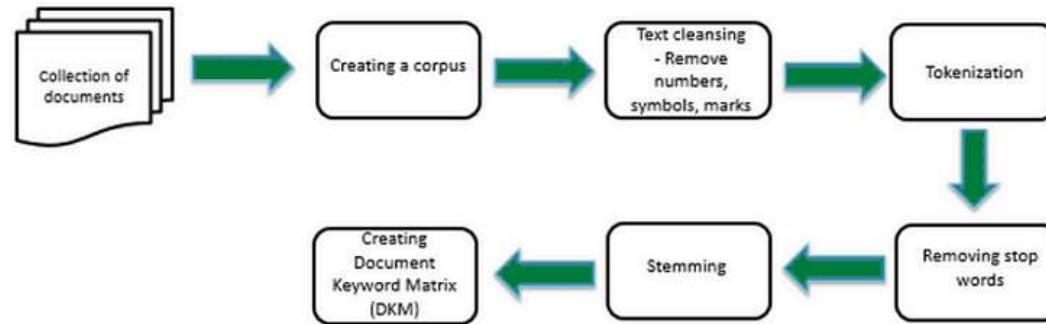 Collection of
documents
Creating a corpus
Text cleansing
- Remove
numbers,
symbols, marks
Tokenization
Removing stop
words
Stemming
Creating
Document
Keyword Matrix
(DKM)